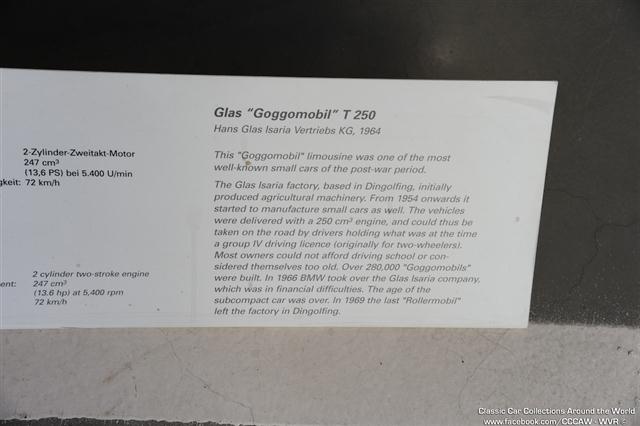 Glas "Goggomobil" T 250
Hans Glas Isaria Vertriebs KG, 1964
2-Zylinder-Zweitakt-Motor
247 cm³
(13,6 PS) bei 5.400 U/min
gkeit: 72 km/h
This "Goggomobil" limousine was one of the most
well-known small cars of the post-war period.
The Glas Isaria factory, based in Dingolfing, initially
produced agricultural machinery. From 1954 onwards it
started to manufacture small cars as well. The vehicles
were delivered with a 250 cm³ engine, and could thus be
taken on the road by drivers holding what was at the time
a group IV driving licence (originally for two-wheelers).
Most owners could not afford driving school or con-
sidered themselves too old. Over 280,000 "Goggomobils"
were built. In 1966 BMW took over the Glas Isaria company,
which was in financial difficulties. The age of the
subcompact car was over. In 1969 the last "Rollermobil"
left the factory in Dingolfing.
2 cylinder two-stroke engine
ent: 247 cm³
(13.6 hp) at 5,400 rpm
72 km/h
Classic Car Collections Around the World
www.facebook.com/CCCAW - WVR ©